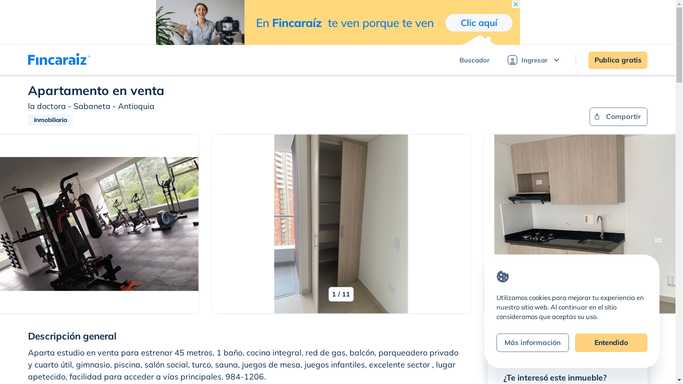 En Fincaraíz te ven porque te ven
Clic aquí
Fincaraiz
Buscador
Ingresar
Publica gratis
Apartamento en venta
la doctora - Sabaneta - Antioquia
Inmobiliaria
Compartir
1 / 11
Utilizamos cookies para mejorar tu experiencia en
nuestro sitio web. Al continuar en el sitio
consideramos que aceptas su uso.
Más información
Entendido
Descripción general
Aparta estudio en venta para estrenar 45 metros, 1 baño, cocina integral, red de gas, balcón, parqueadero privado
y cuarto útil, gimnasio, piscina, salón social, turco, sauna, juegos de mesa, juegos infantiles, excelente sector , lugar
apetecido, facilidad para acceder a vías principales. 984-1206.
¿Te interesó este inmueble?